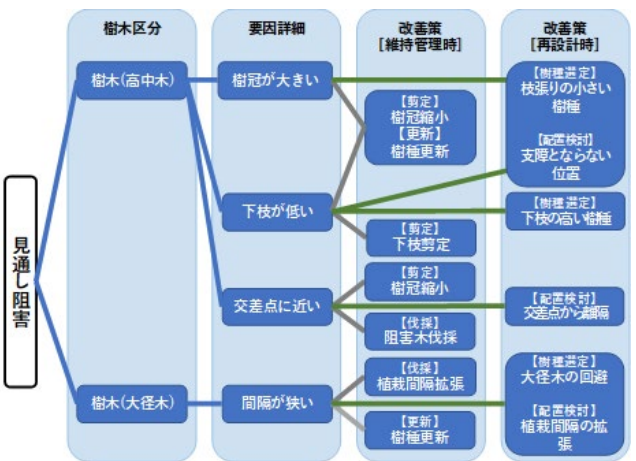 樹木区分
要因詳細
改善策
[維持管理時]
改善策
[再設計時]
見通し阻害
樹木(高中木)
樹木(大径木)
樹冠が大きい
下枝が低い
交差点に近い
間隔が狭い
【剪定】
樹冠縮小
【更新】
樹種更新
【剪定】
下枝剪定
【剪定】
樹冠縮小
【伐採】
阻害木伐採
【伐採】
植栽間隔拡張
【更新】
樹種更新
【樹種選定】
枝張りの小さい
樹種
【配置検討】
支障とならない
位置
【樹種選定】
下枝の高い樹種
【配置検討】
交差点から離隔
【樹種選定】
大径木の回避
【配置検討】
植栽間隔の拡
張